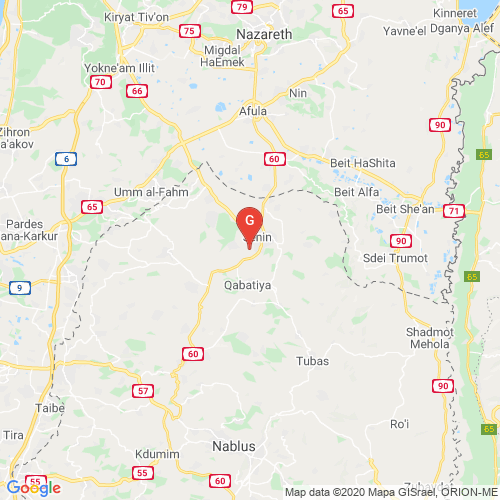 Kiryat Tiv'on
79
65
Kinneret
Dganya Alef
Yavne'el
75
Nazareth
Migdal
HaEmek
Yokne'am Illit
70
66
Nin
Afula
90
65
Zihron
a'akov
6
60
Beit HaShita
Umm al-Fahm
Beit Alfa
65
Beit She'an
71
Pardes
ana-Karkur
G
enin
90
Sdei Trumot
9
Qabatiya
65
Shadmot
Mehola
60
Tubas
57
90
Taibe
Ro'i
65
Tira
Nablus
Kdumim
55
55
60
Google
Map data ©2020 Mapa GISrael, ORION-ME